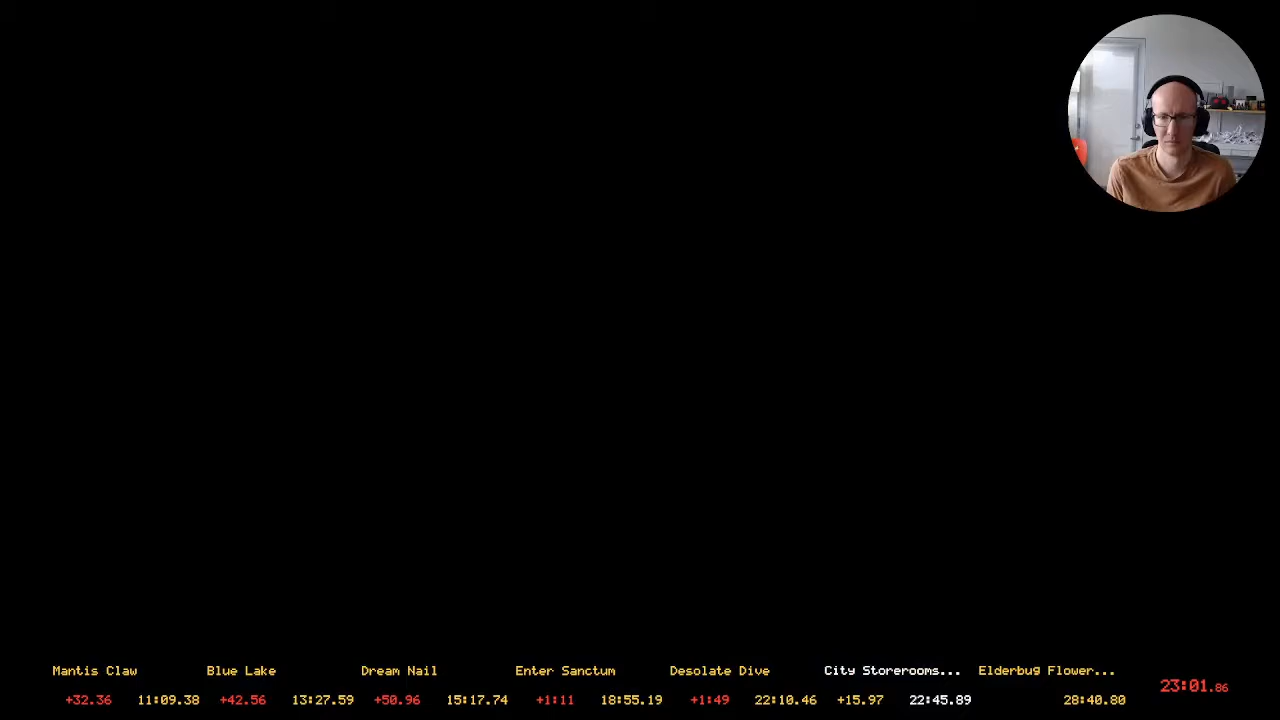 Mantis Claw Blue Lake Dream Nail Enter Sanctum Desolate Dive City Storerooms... Elderbug Flower...
+32.36 11:09.38 +42.56 13:27.59 +50.96 15:17.74 +1:11 18:55.19 +1:49 22:10.46 +15.97 22:45.89 28:40.80
23:01.86